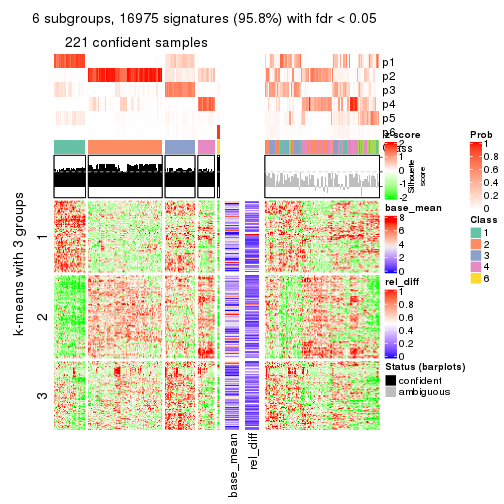 6 subgroups, 16975 signatures (95.8%) with fdr < 0.05
221 confident samples
p1
p2
p3
p4
p5
p6
Class
Silhouette
score
k-means with 3 groups
1
2
3
base_mean
rel_diff
z-score
2
1
0
-1
-2
base_mean
8
6
4
2
0
rel_diff
1
0.8
0.6
0.4
0.2
0
Status (barplots)
confident
ambiguous
Prob
1
0.8
0.6
0.4
0.2
0
Class
1
2
3
4
6